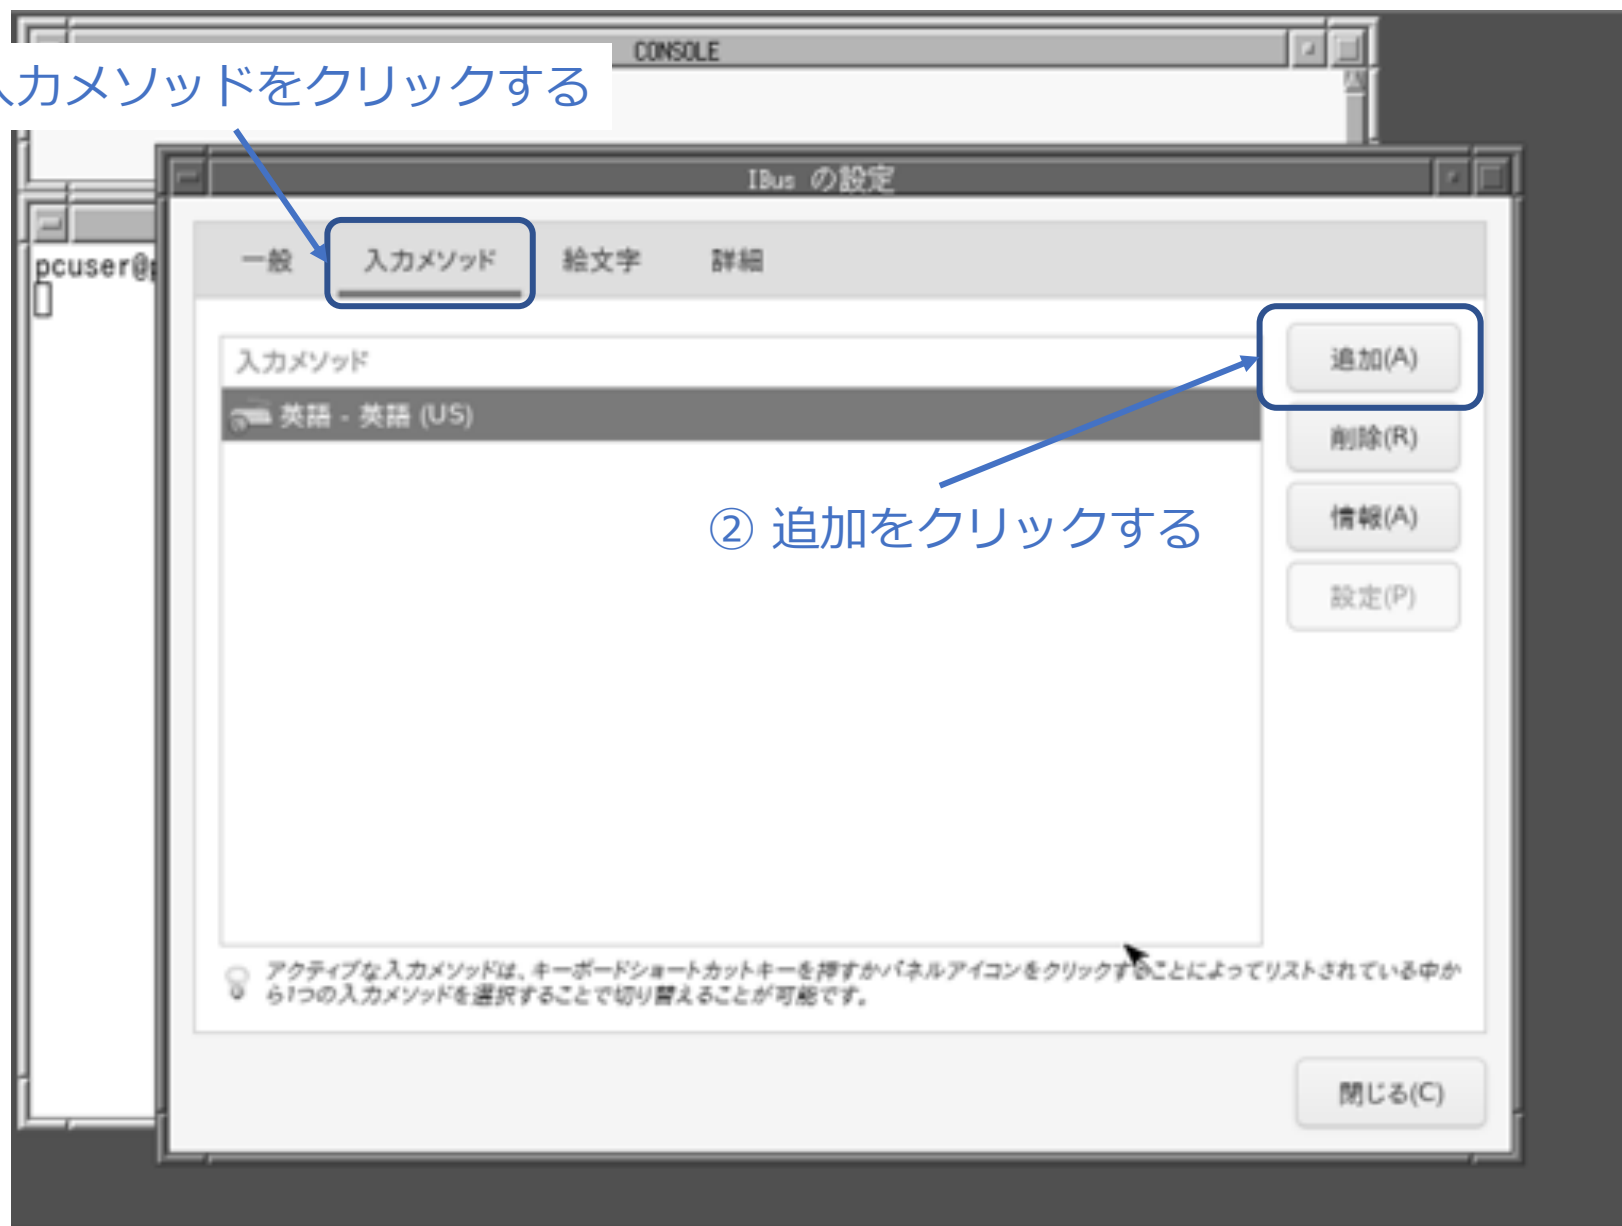 CONSOLE
力メソッドをクリックする
IBus の設定
pcuser@
一般 入力メソッド 絵文字 詳細
入力メソッド
英語 - 英語 (US)
追加(A)
削除(R)
② 追加をクリックする
情報(A)
設定(P)
アクティブな入力メソッドは、キーボードショートカットキーを押すかパネルアイコンをクリックすることによってリストされている中か
ら1つの入力メソッドを選択することで切り替えることが可能です。
閉じる(C)